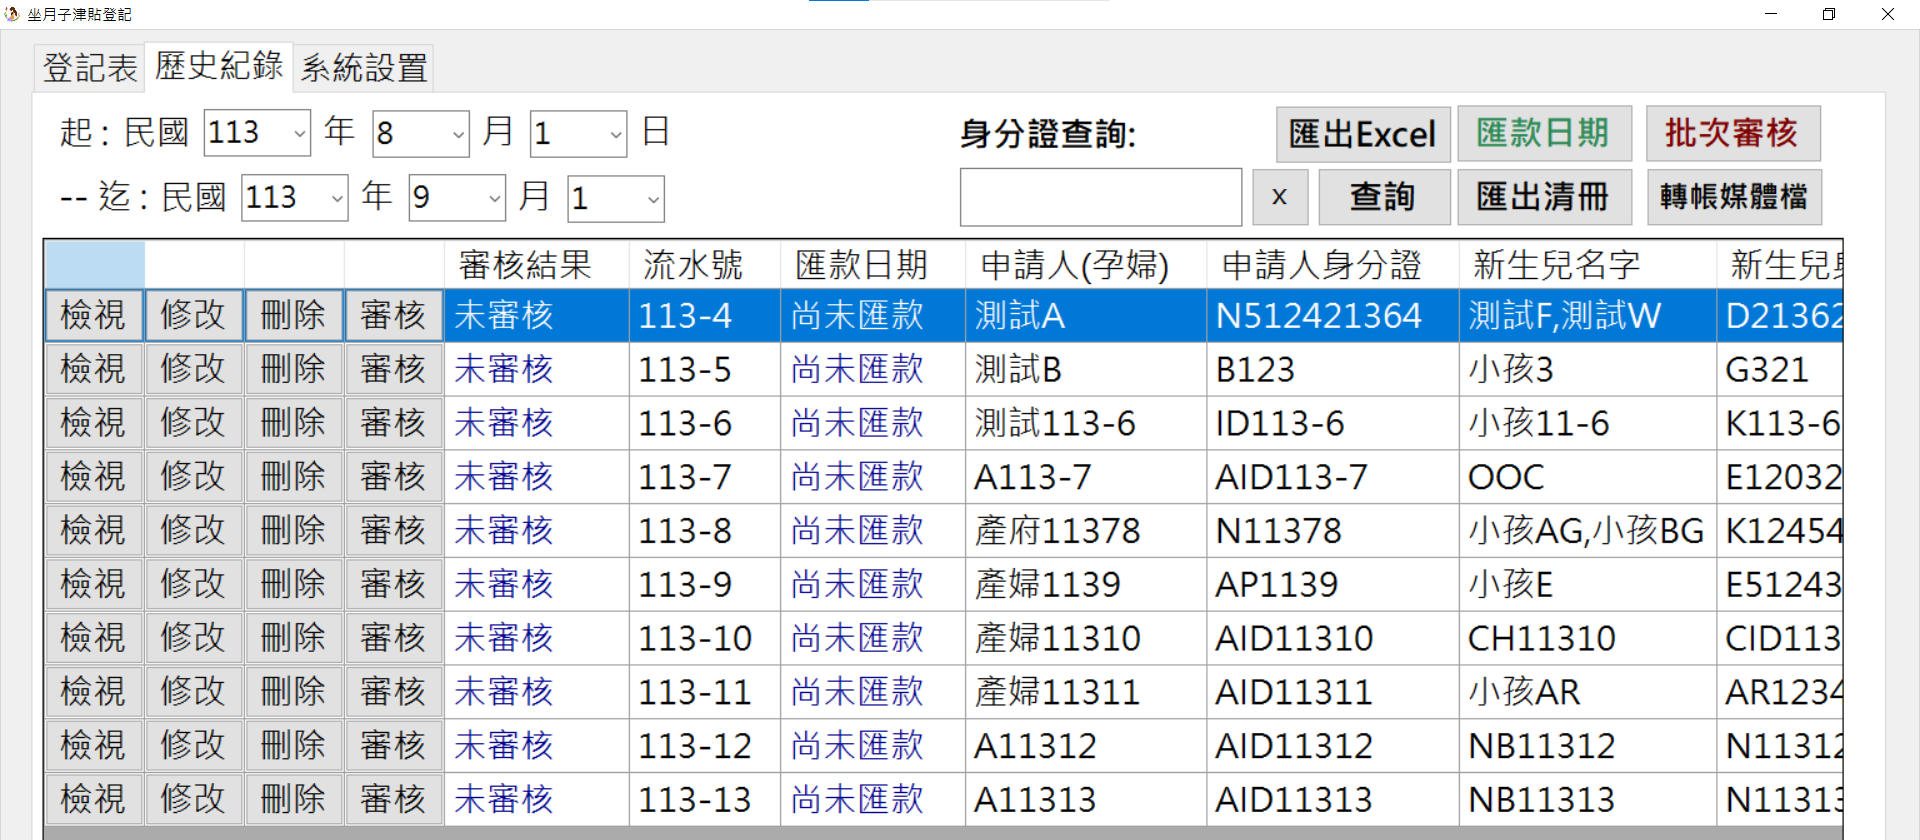 坐月子津貼登記
登記表 歷史紀錄 系統設置
起 : 民國 113 年 8 月 1 日
身分證查詢:
匯出Excel 匯款日期 批次審核
-- 迄 : 民國 113 年 9 月 1
x 查詢 匯出清冊 轉帳媒體檔
審核結果 流水號 匯款日期 申請人(孕婦) 申請人身分證 新生兒名字 新生兒
檢視 修改 刪除 審核 未審核 113-4 尚未匯款 測試A N512421364 測試F,測試W D21362
檢視 修改 刪除 審核 未審核 113-5 尚未匯款 測試B B123 小孩3 G321
檢視 修改 刪除 審核 未審核 113-6 尚未匯款 測試113-6 ID113-6 小孩11-6 K113-6
檢視 修改 刪除 審核 未審核 113-7 尚未匯款 A113-7 AID113-7 OOC E12032
檢視 修改 刪除 審核 未審核 113-8 尚未匯款 產府11378 N11378 小孩AG,小孩BG K12454
檢視 修改 刪除 審核 未審核 113-9 尚未匯款 產婦1139 AP1139 小孩E E51243
檢視 修改 刪除 審核 未審核 113-10 尚未匯款 產婦11310 AID11310 CH11310 CID113
檢視 修改 刪除 審核 未審核 113-11 尚未匯款 產婦11311 AID11311 小孩AR AR1234
檢視 修改 刪除 審核 未審核 113-12 尚未匯款 A11312 AID11312 NB11312 N11312
檢視 修改 刪除 審核 未審核 113-13 尚未匯款 A11313 AID11313 NB11313 N11313